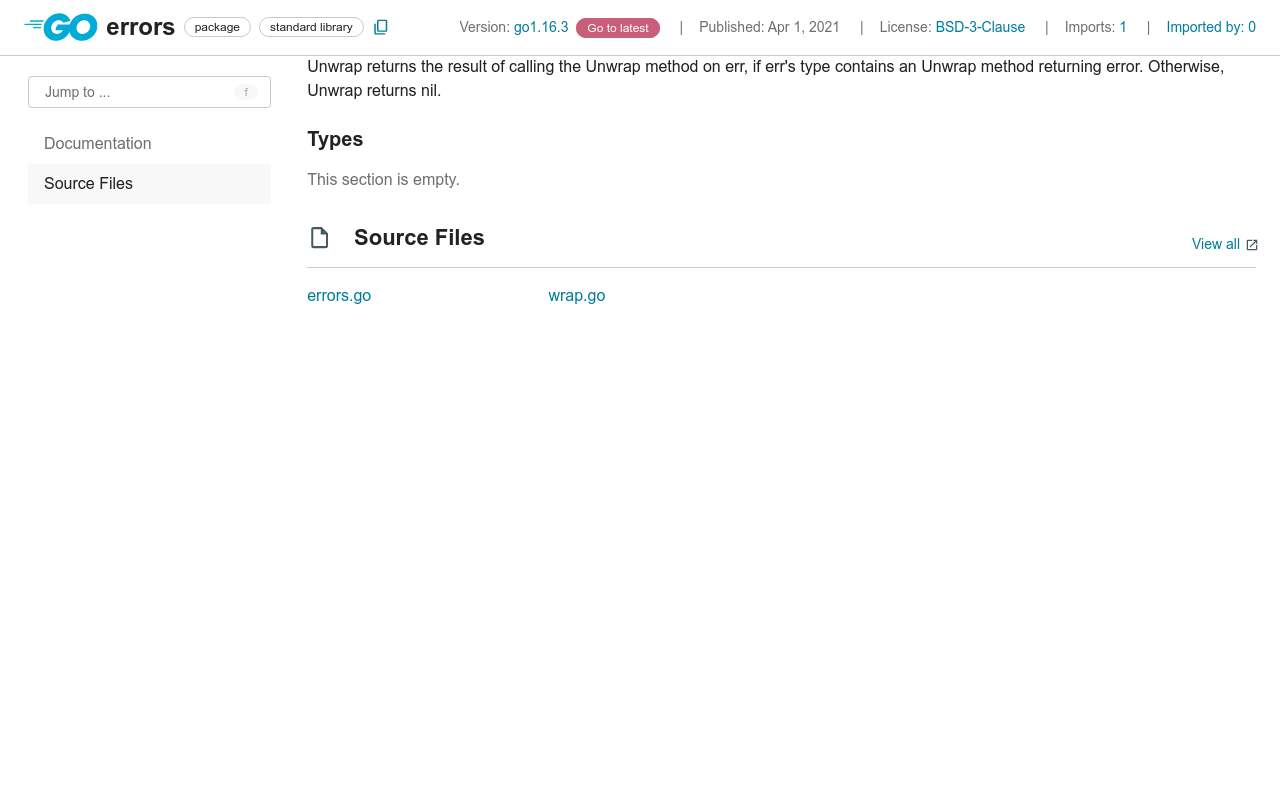 GO errors package standard library Version: go1.16.3 Go to latest | Published: Apr 1, 2021 | License: BSD-3-Clause | Imports: 1 | Imported by: 0
Jump to ... f
Documentation
Source Files
Unwrap returns the result of calling the Unwrap method on err, if err's type contains an Unwrap method returning error. Otherwise,
Unwrap returns nil.
Types
This section is empty.
Source Files
View all
errors.go wrap.go